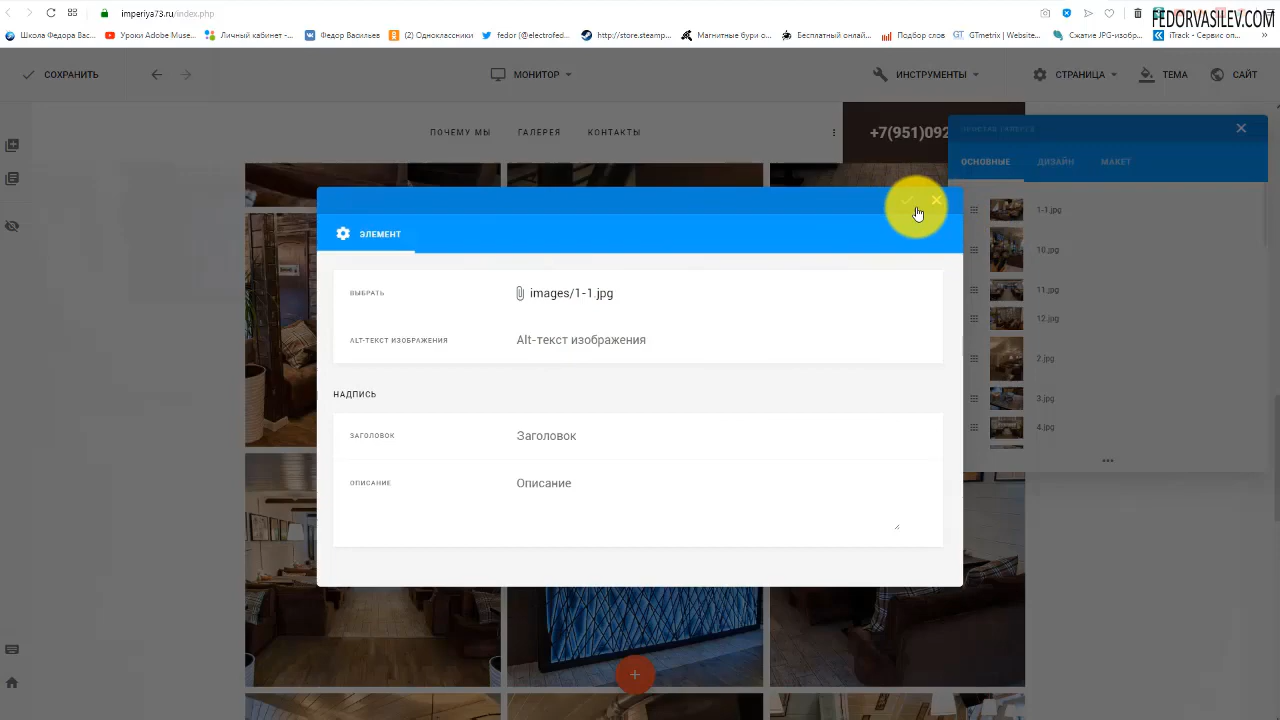 imperiya73.ru/index.php
FEDORVASILEV.COM
Школа Федора Вас...
Уроки Adobe Muse...
Личный кабинет -...
Федор Васильев
(2) Одноклассники
fedor (@electrofed...
http://store.steamp...
Магнитные бури о...
Бесплатный онлай...
Подбор слов
GTmetrix | Website...
Сжатие JPG-изобр...
iTrack - Сервис оп...
СОХРАНИТЬ
МОНИТОР
ИНСТРУМЕНТЫ
СТРАНИЦА
ТЕМА
САЙТ
ПОЧЕМУ МЫ
ГАЛЕРЕЯ
КОНТАКТЫ
+7(951)092
ОСНОВНЫЕ
ДИЗАЙН
МАКЕТ
1-1.jpg
10.jpg
11.jpg
12.jpg
2.jpg
3.jpg
4.jpg
ЭЛЕМЕНТ
ВЫБРАТЬ
images/1-1.jpg
ALT-ТЕКСТ ИЗОБРАЖЕНИЯ
Alt-текст изображения
НАДПИСЬ
ЗАГОЛОВОК
Заголовок
ОПИСАНИЕ
Описание